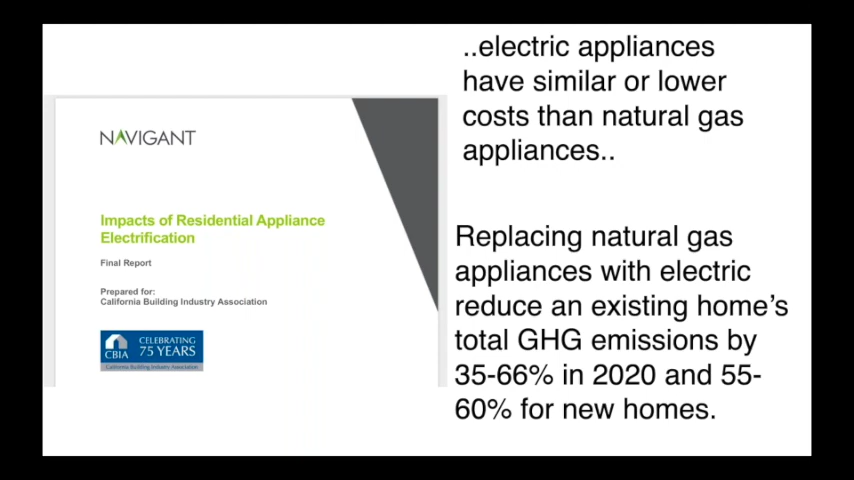 ..electric appliances
have similar or lower
costs than natural gas
appliances..
NAVIGANT
Impacts of Residential Appliance
Electrification
Final Report
Prepared for:
California Building Industry Association
CBIA
CELEBRATING
75 YEARS
California Building Industry Association
Replacing natural gas
appliances with electric
reduce an existing home's
total GHG emissions by
35-66% in 2020 and 55-
60% for new homes.